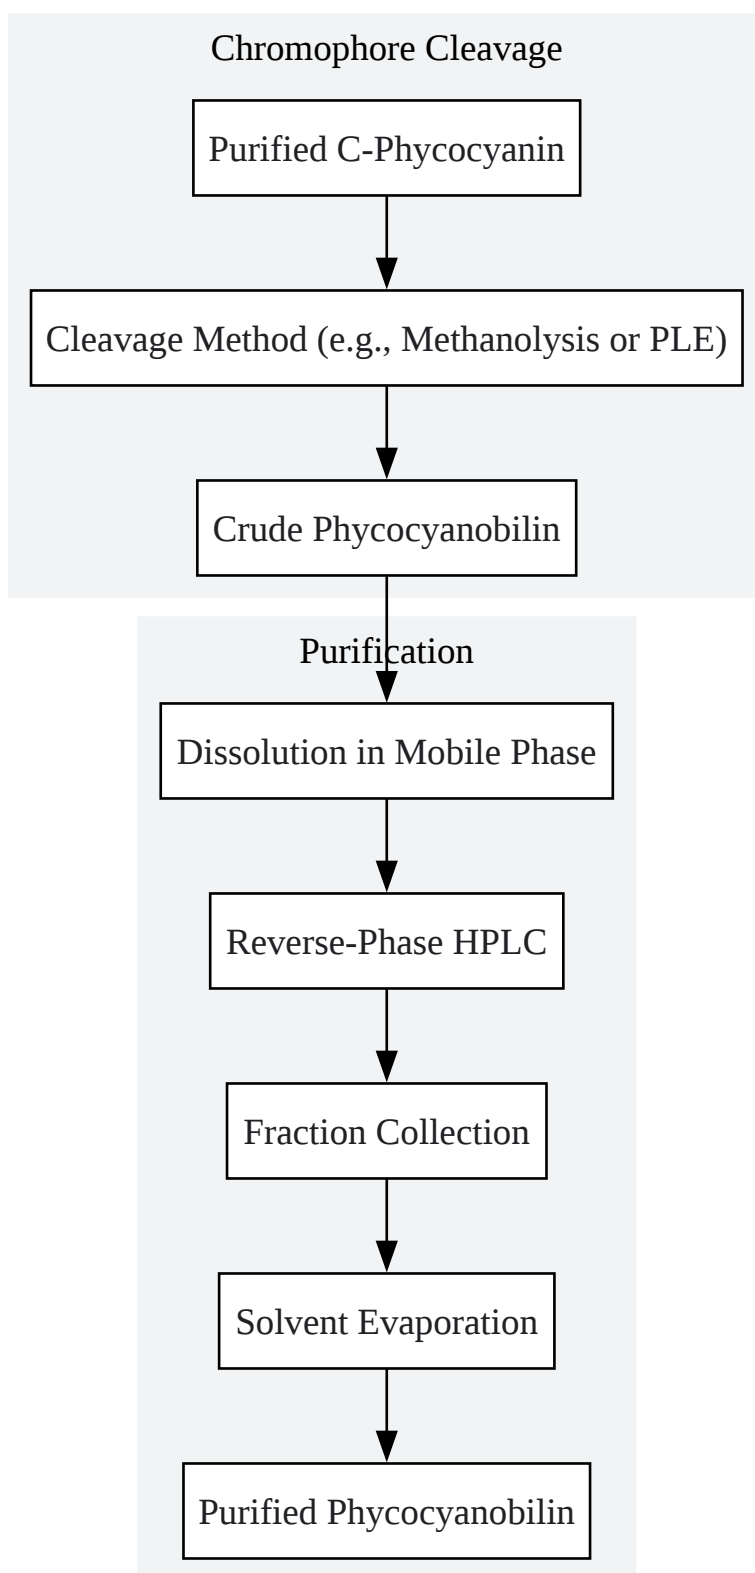 Chromophore Cleavage
Purified C-Phycocyanin
Cleavage Method (e.g., Methanolysis or PLE)
Crude Phycocyanobilin
Purification
Dissolution in Mobile Phase
Reverse-Phase HPLC
Fraction Collection
Solvent Evaporation
Purified Phycocyanobilin